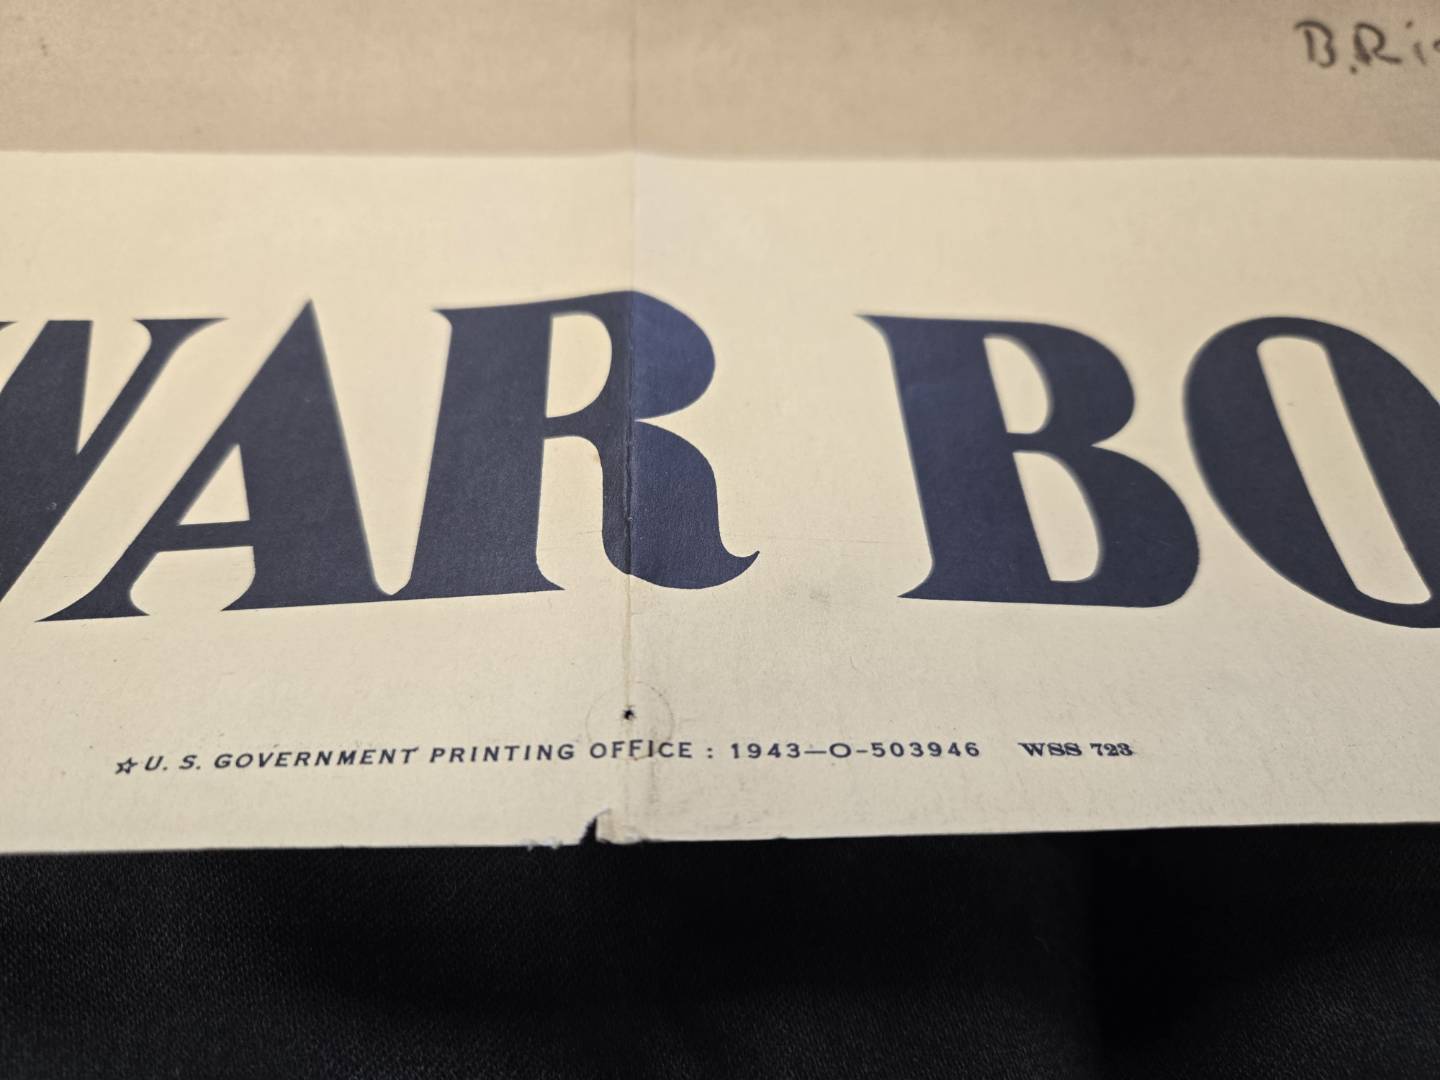 B.Ri
WAR BO
☆ U. S. GOVERNMENT PRINTING OFFICE : 1943—O-503946 WSS 723